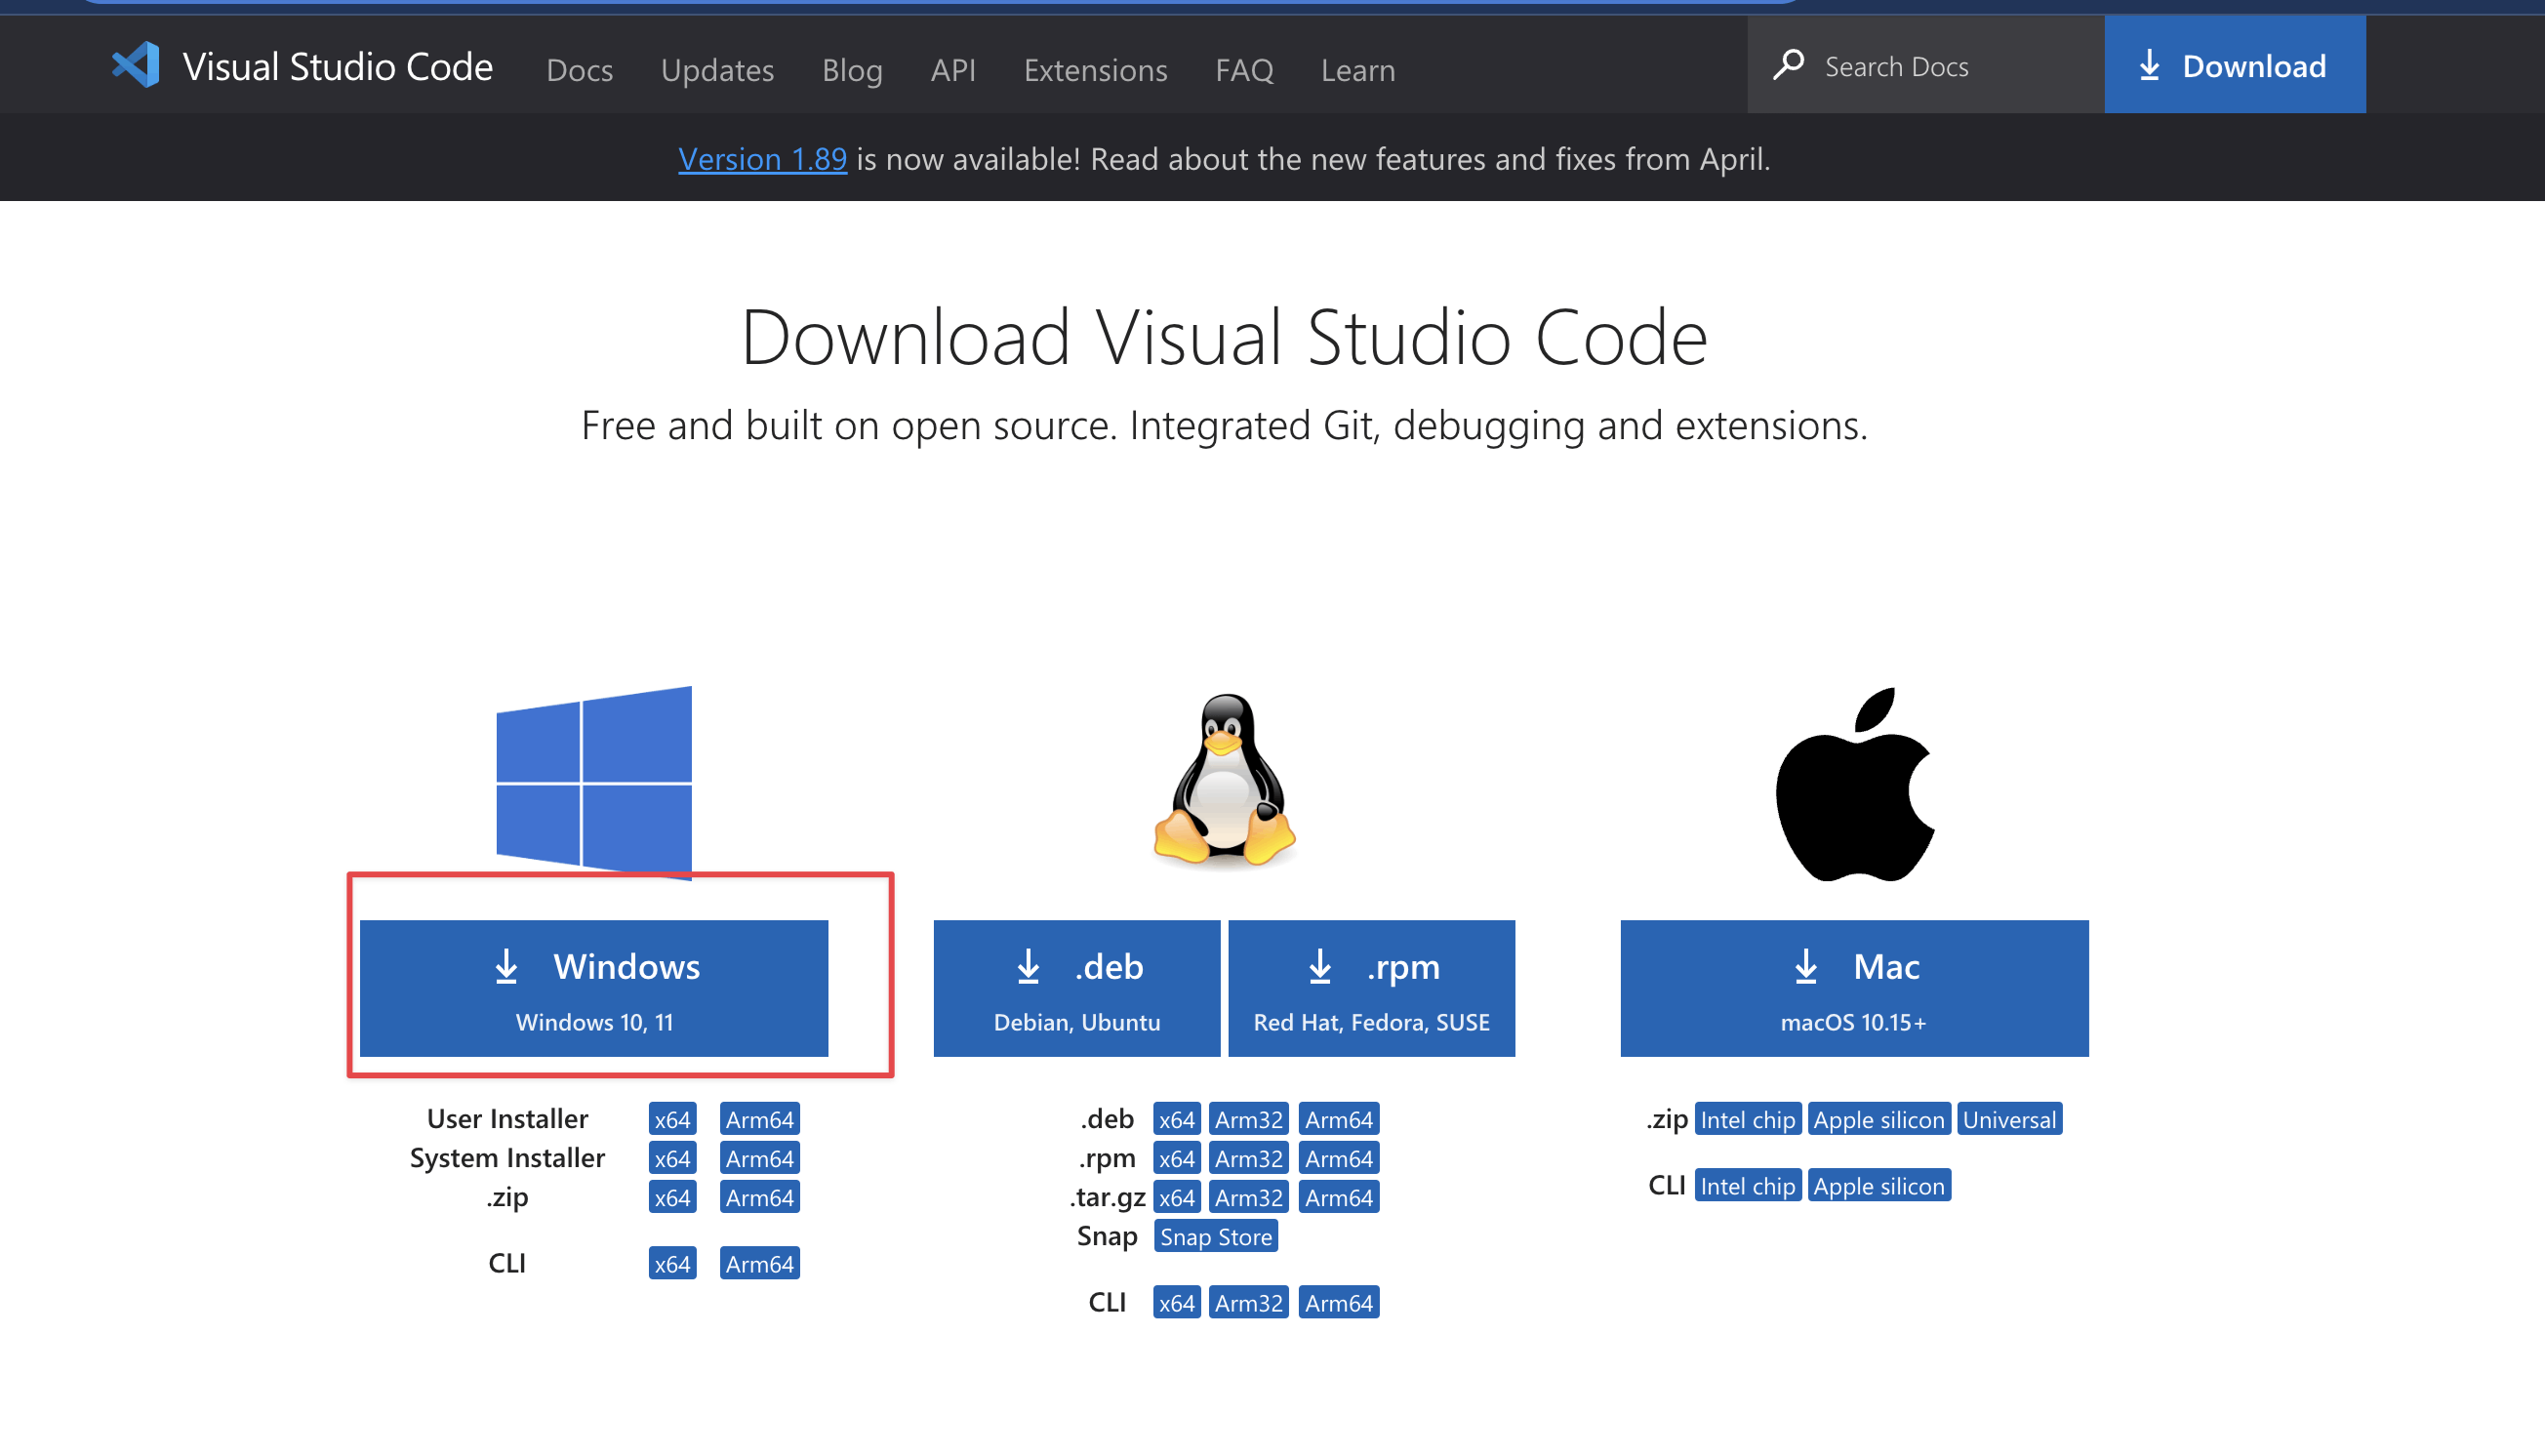 Visual Studio Code Docs Updates Blog API Extensions FAQ Learn Search Docs Download
Version 1.89 is now available! Read about the new features and fixes from April.
Download Visual Studio Code
Free and built on open source. Integrated Git, debugging and extensions.
Windows
Windows 10, 11
User Installer x64 Arm64
System Installer x64 Arm64
.zip x64 Arm64
CLI x64 Arm64
.deb
Debian, Ubuntu
.rpm
Red Hat, Fedora, SUSE
.deb x64 Arm32 Arm64
.rpm x64 Arm32 Arm64
.tar.gz x64 Arm32 Arm64
Snap Snap Store
CLI x64 Arm32 Arm64
Mac
macOS 10.15+
.zip Intel chip Apple silicon Universal
CLI Intel chip Apple silicon